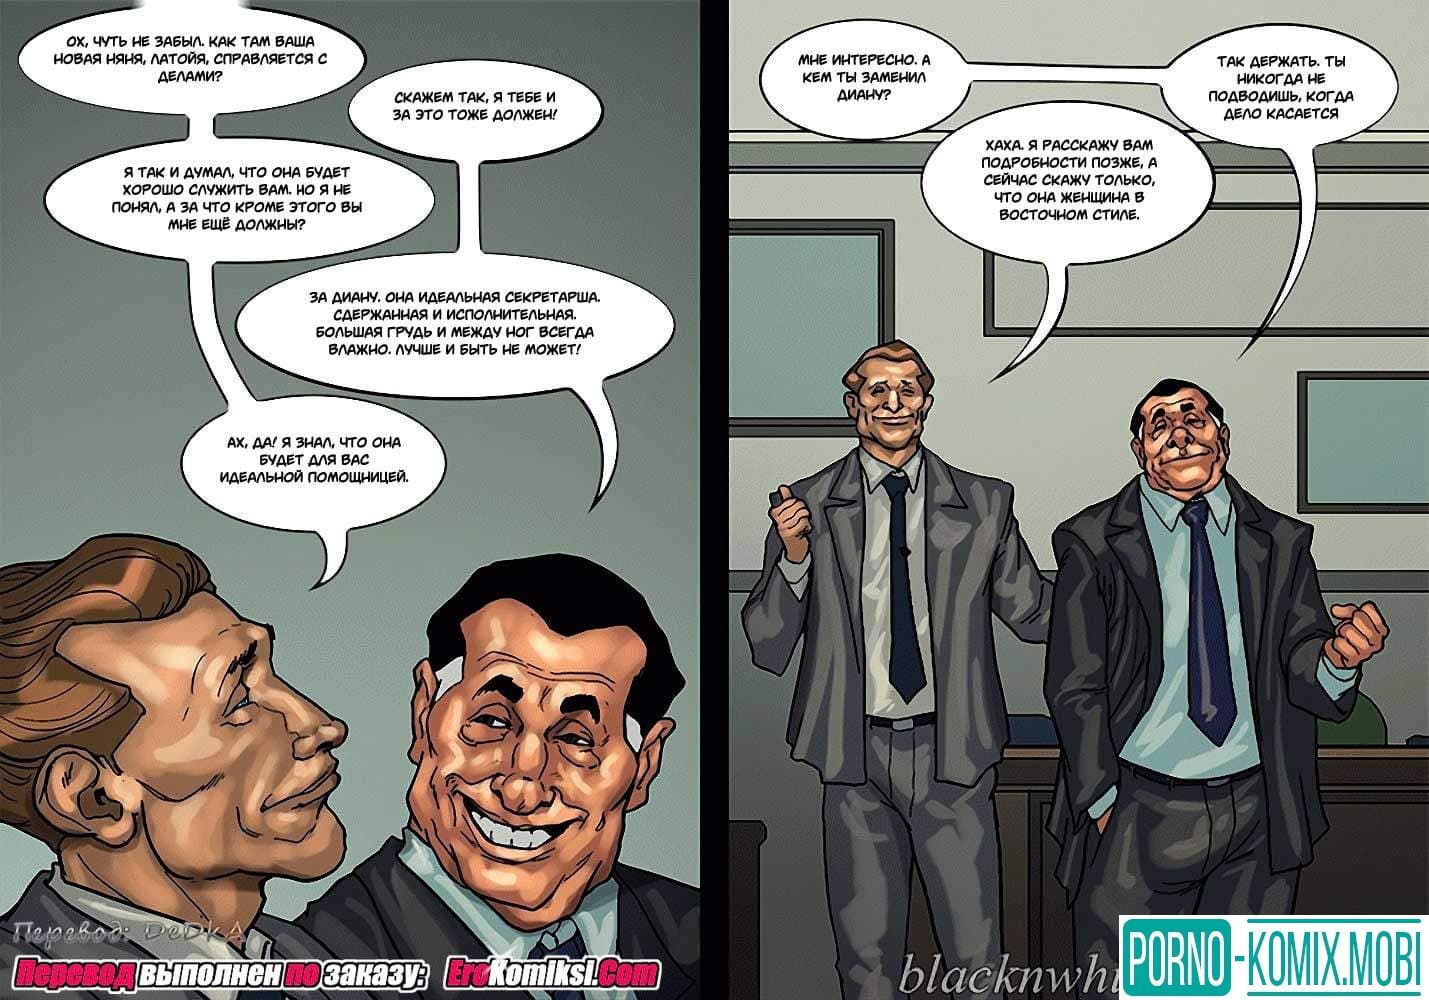 ОХ, ЧУТЬ НЕ ЗАБЫЛ. КАК ТАМ ВАША
НОВАЯ НЯНЯ, ЛАТОЙЯ, СПРАВЛЯЕТСЯ С
ДЕЛАМИ?
СКАЖЕМ ТАК, Я ТЕБЕ И
ЗА ЭТО ТОЖЕ ДОЛЖЕН!
Я ТАК И ДУМАЛ, ЧТО ОНА БУДЕТ
ХОРОШО СЛУЖИТЬ ВАМ. НО Я НЕ
ПОНЯЛ, А ЗА ЧТО КРОМЕ ЭТОГО ВЫ
МНЕ ЕЩЁ ДОЛЖНЫ?
ЗА ДИАНУ. ОНА ИДЕАЛЬНАЯ СЕКРЕТАРША.
СДЕРЖАННАЯ И ИСПОЛНИТЕЛЬНАЯ.
БОЛЬШАЯ ГРУДЬ И МЕЖДУ НОГ ВСЕГДА
ВЛАЖНО. ЛУЧШЕ И БЫТЬ НЕ МОЖЕТ!
АХ, ДА! Я ЗНАЛ, ЧТО ОНА
БУДЕТ ДЛЯ ВАС
ИДЕАЛЬНОЙ ПОМОЩНИЦЕЙ.
Перевод: DeDkA
Перевод выполнен по заказу: EroKomiksi.Com
МНЕ ИНТЕРЕСНО. А
КЕМ ТЫ ЗАМЕНИЛ
ДИАНУ?
ХАХА. Я РАССКАЖУ ВАМ
ПОДРОБНОСТИ ПОЗЖЕ, А
СЕЙЧАС СКАЖУ ТОЛЬКО,
ЧТО ОНА ЖЕНЩИНА В
ВОСТОЧНОМ СТИЛЕ.
ТАК ДЕРЖАТЬ. ТЫ
НИКОГДА НЕ
ПОДВОДИШЬ, КОГДА
ДЕЛО КАСАЕТСЯ
blacknwhi
PORNO-KOMIX.MOBI